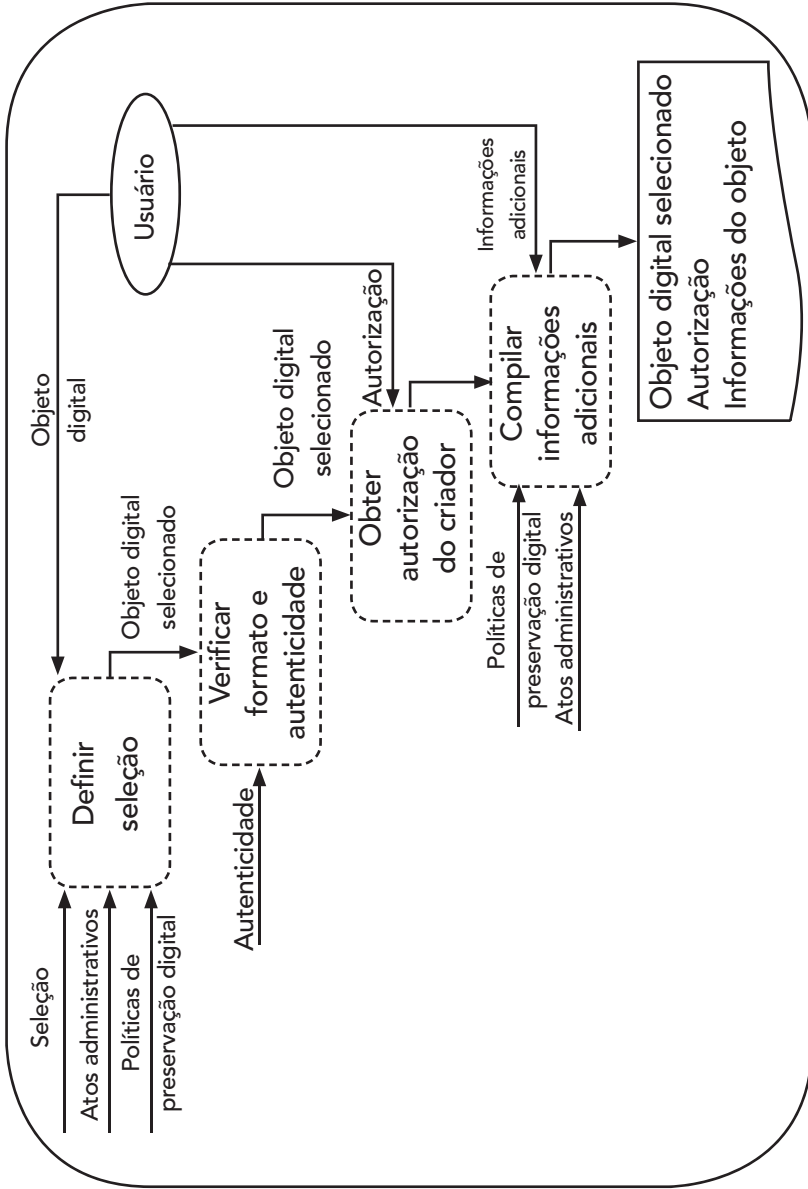 Seleção
Atos administrativos
Políticas de
preservação digital
Definir
seleção
Objeto
digital
Usuário
Objeto digital
selecionado
Autenticidade
Verificar
formato e
autenticidade
Objeto digital
selecionado
Autorização
Obter
autorização
do criador
Informações
adicionais
Políticas de
preservação digital
Atos administrativos
Compilar
informações
adicionais
Objeto digital selecionado
Autorização
Informações do objeto